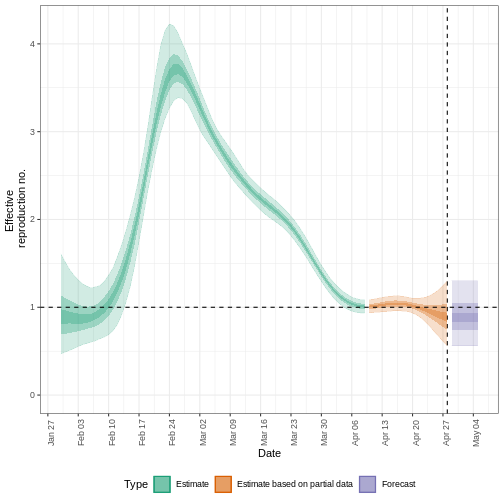 4
3
2
1
0
Effective
reproduction no.
Jan 27
Feb 03
Feb 10
Feb 17
Feb 24
Mar 02
Mar 09
Mar 16
Mar 23
Mar 30
Apr 06
Apr 13
Apr 20
Apr 27
May 04
Date
Type
Estimate
Estimate based on partial data
Forecast